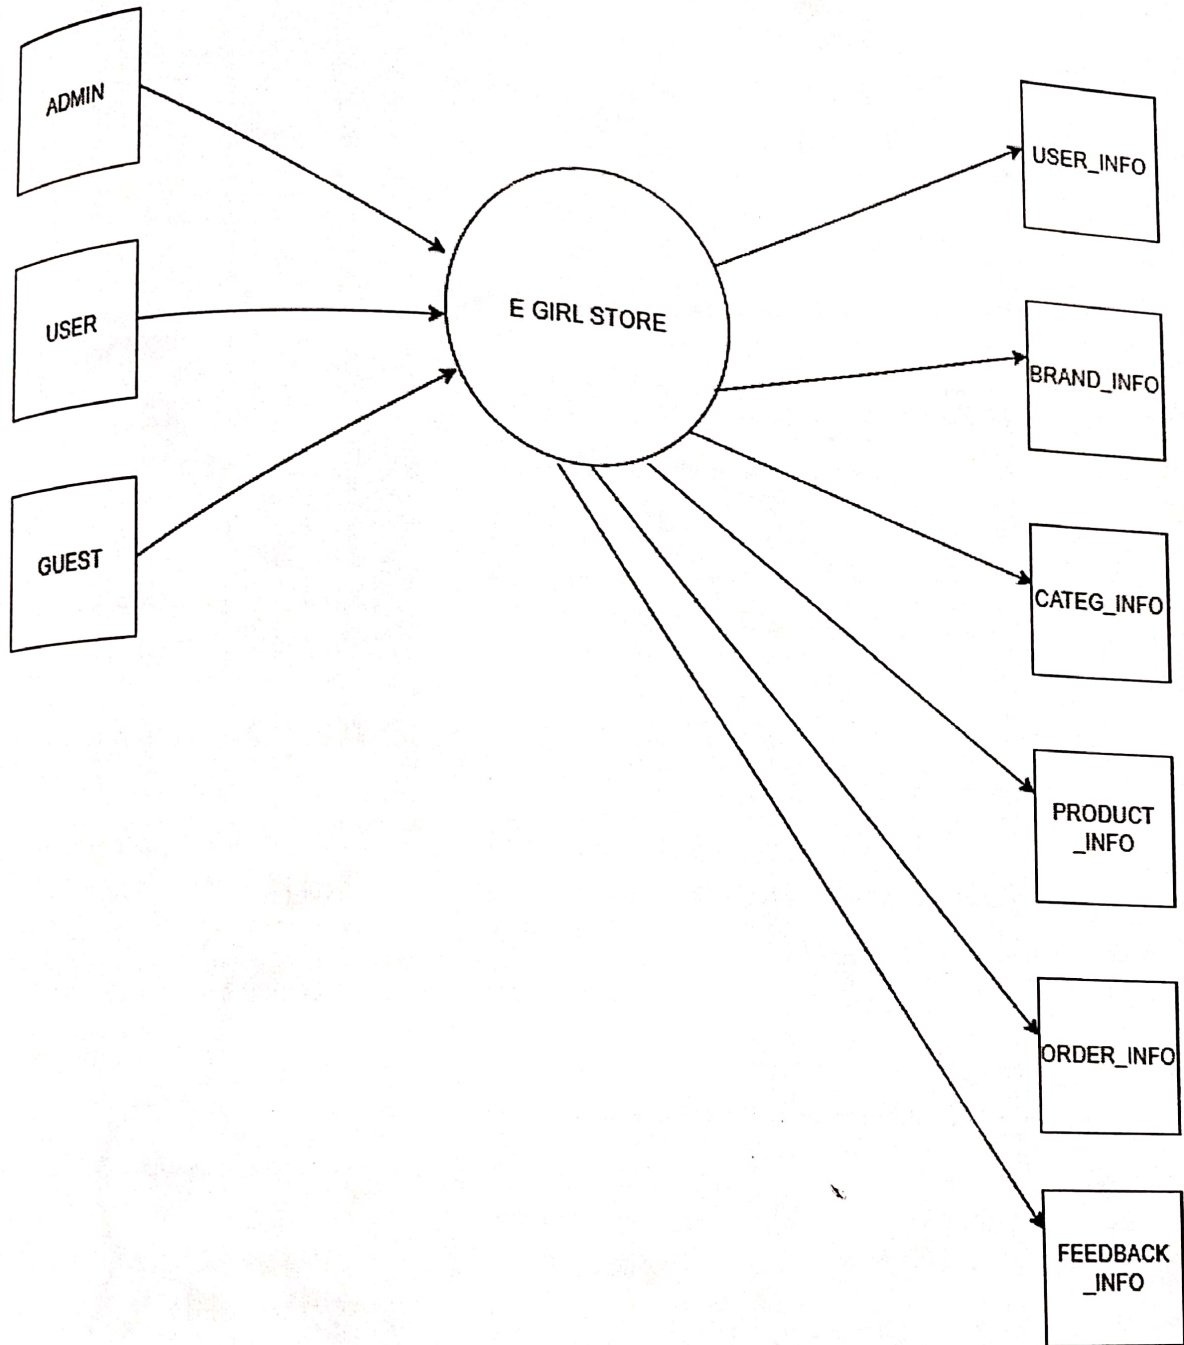 ADMIN
USER
GUEST
E GIRL STORE
USER_INFO
BRAND_INFO
CATEG_INFO
PRODUCT
_INFO
ORDER_INFO
FEEDBACK
_INFO